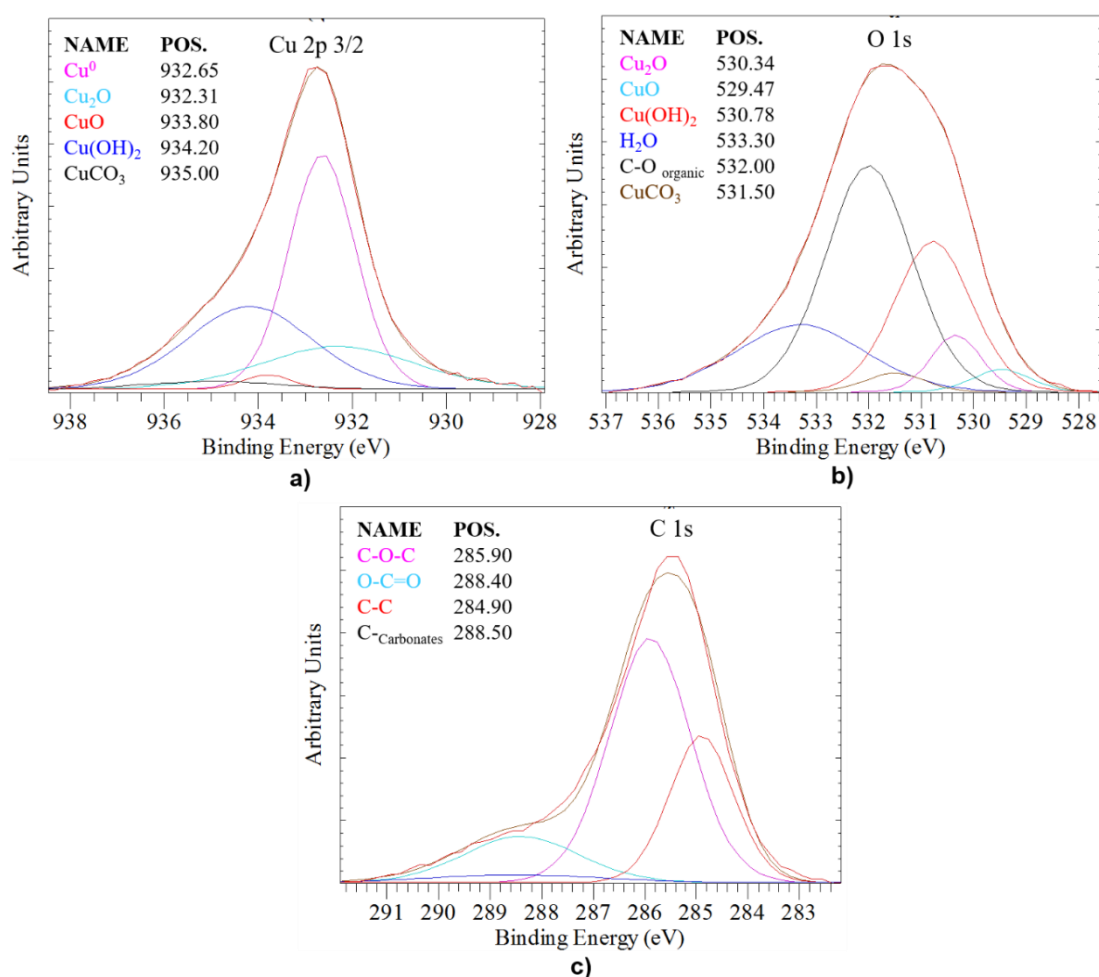 Cu 2p 3/2
NAME POS.
Cu⁰ 932.65
Cu₂O 932.31
CuO 933.80
Cu(OH)₂ 934.20
CuCO₃ 935.00
Arbitrary Units
938 936 934 932 930 928
Binding Energy (eV)
a)
O 1s
NAME POS.
Cu₂O 530.34
CuO 529.47
Cu(OH)₂ 530.78
H₂O 533.30
C-O organic 532.00
CuCO₃ 531.50
Arbitrary Units
537 536 535 534 533 532 531 530 529 528
Binding Energy (eV)
b)
C 1s
NAME POS.
C-O-C 285.90
O-C=O 288.40
C-C 284.90
C-Carbonates 288.50
Arbitrary Units
291 290 289 288 287 286 285 284 283
Binding Energy (eV)
c)